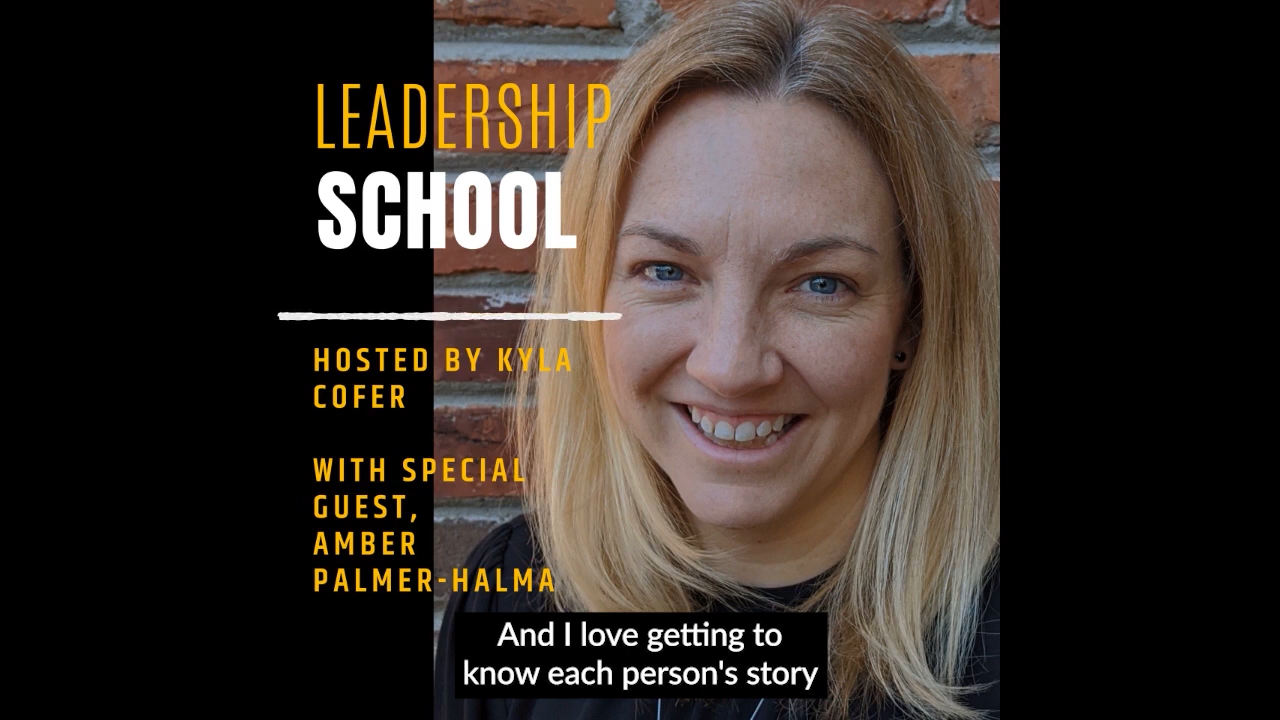 LEADERSHIP
SCHOOL
HOSTED BY KYLA
COFER
WITH SPECIAL
GUEST,
AMBER
PALMER-HALMA
And I love getting to
know each person's story